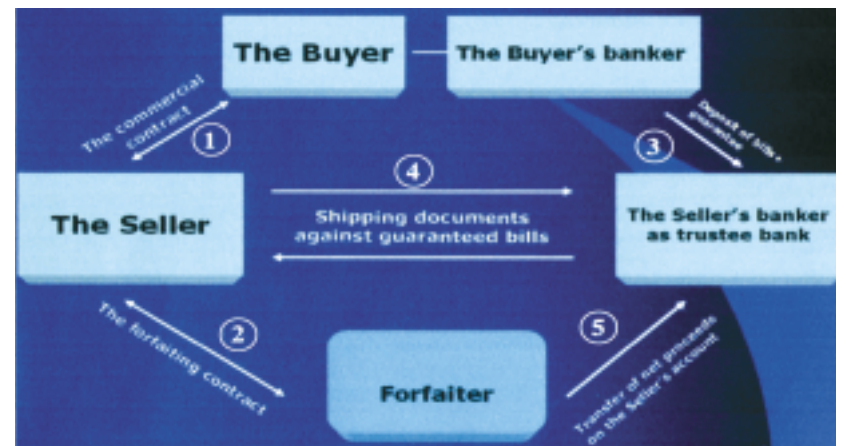 The Buyer
The Buyer's banker
The commercial
contract
1
Deposit of bills +
guarantee
3
4
The Seller
Shipping documents
against guaranteed bills
The Seller's banker
as trustee bank
The forfaiting contract
2
Forfaiter
5
Transfer of net proceeds
on the Seller's account